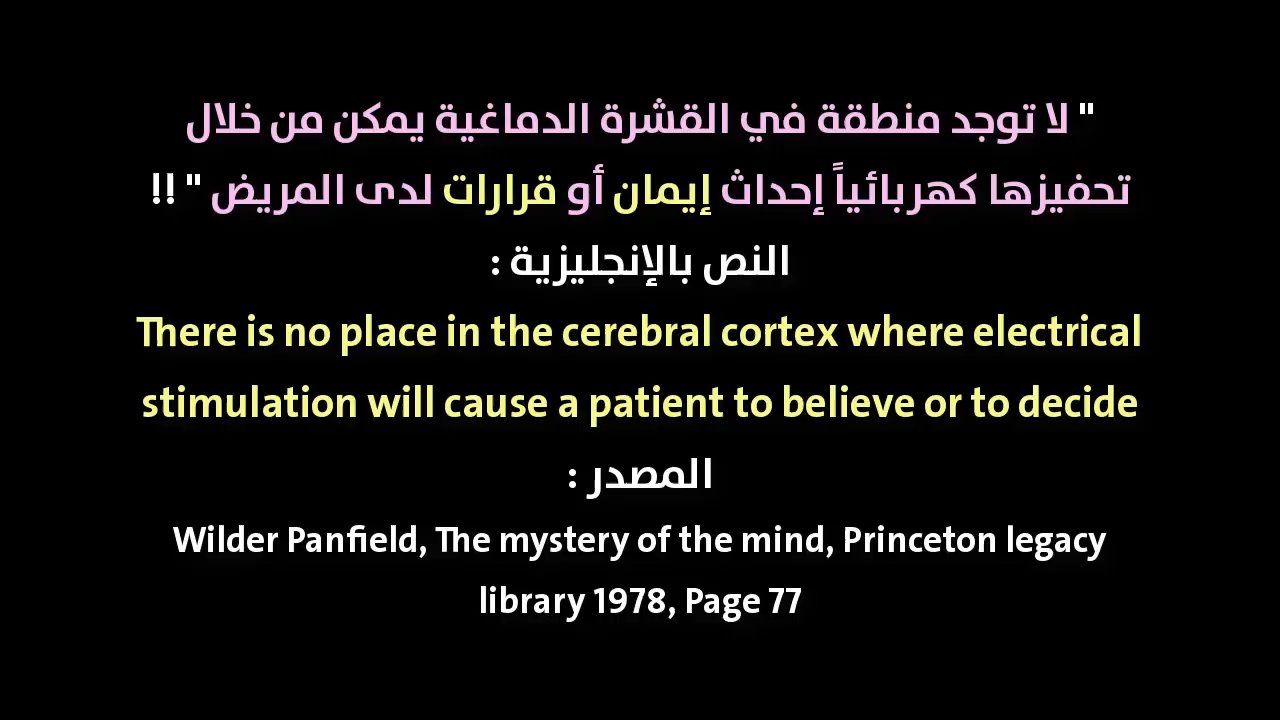 " لا توجد منطقة في القشرة الدماغية يمكن من خلال
تحفيزها كهربائياً إحداث إيمان أو قرارات لدى المريض " !!
النص بالإنجليزية :
There is no place in the cerebral cortex where electrical
stimulation will cause a patient to believe or to decide
المصدر :
Wilder Panfield, The mystery of the mind, Princeton legacy
library 1978, Page 77